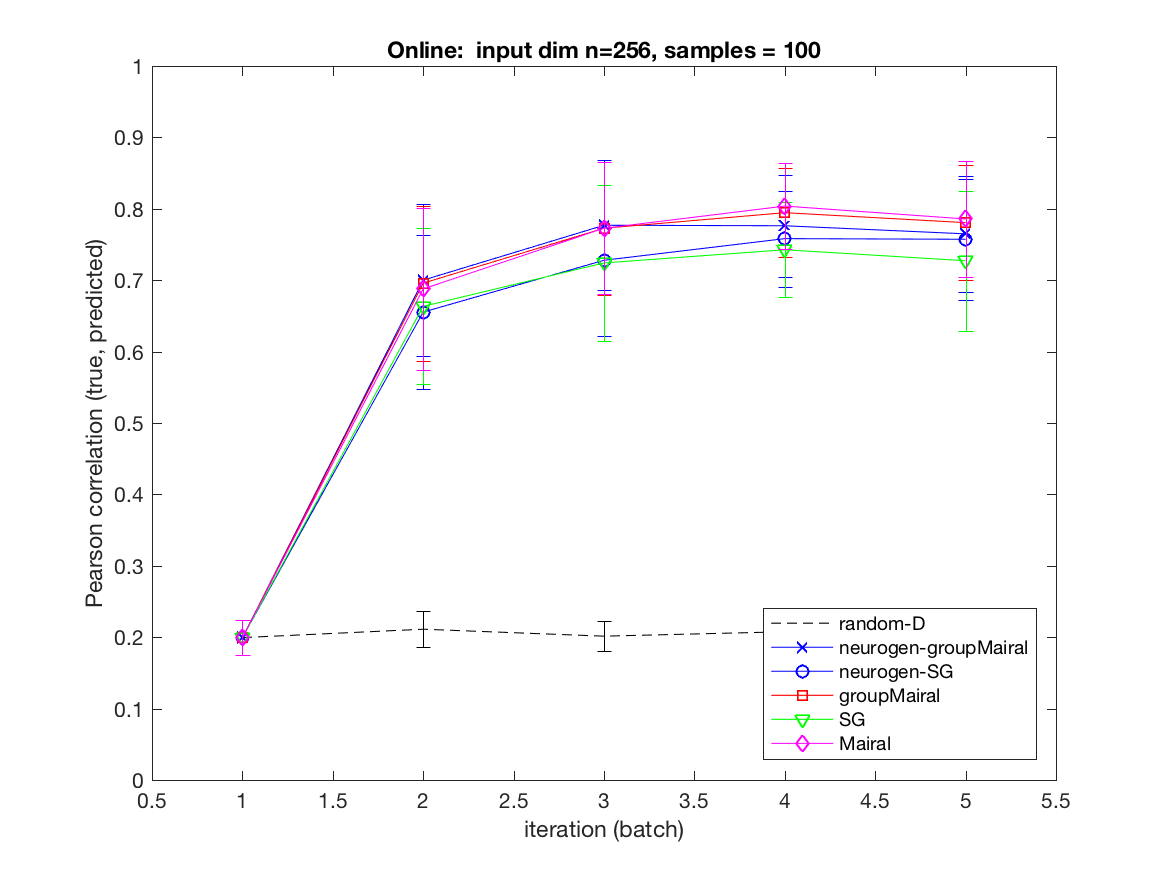 Online:  input dim n=256, samples = 100
1
0.9
0.8
0.7
0.6
0.5
0.4
0.3
0.2
0.1
0
Pearson correlation (true, predicted)
random-D
neurogen-groupMairal
neurogen-SG
groupMairal
SG
Mairal
0.5 1 1.5 2 2.5 3 3.5 4 4.5 5 5.5
iteration (batch)